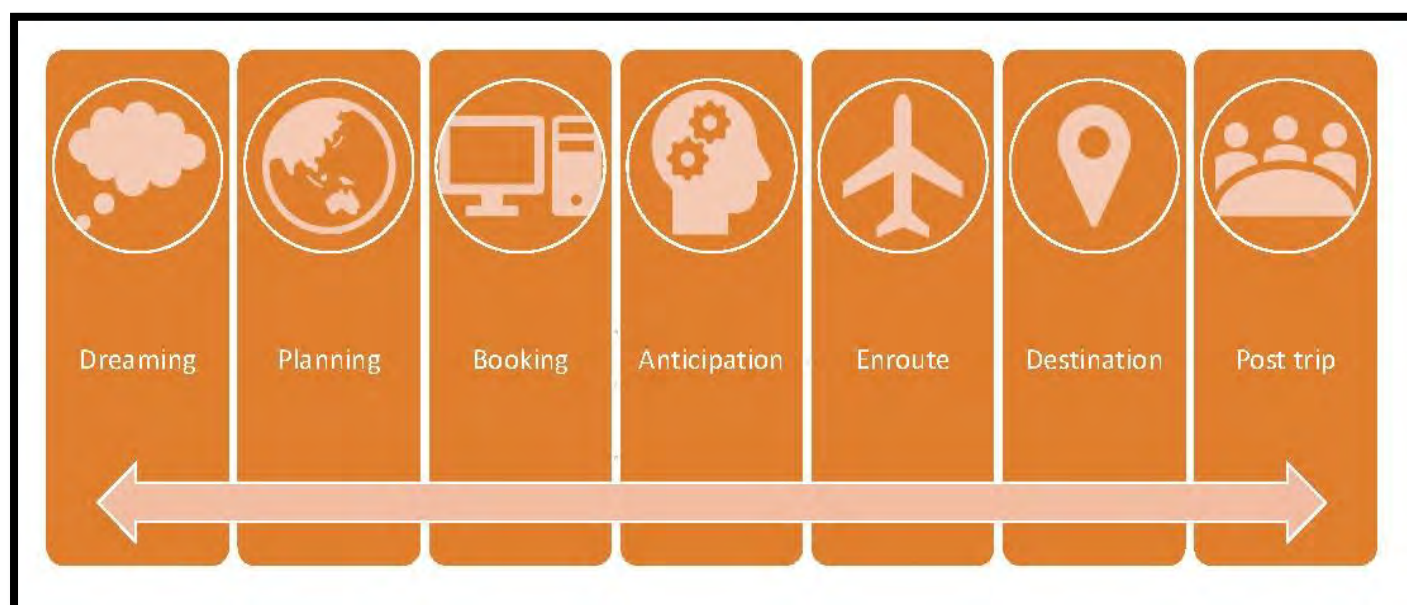 Dreaming
Planning
Booking
Anticipation
Enroute
Destination
Post trip